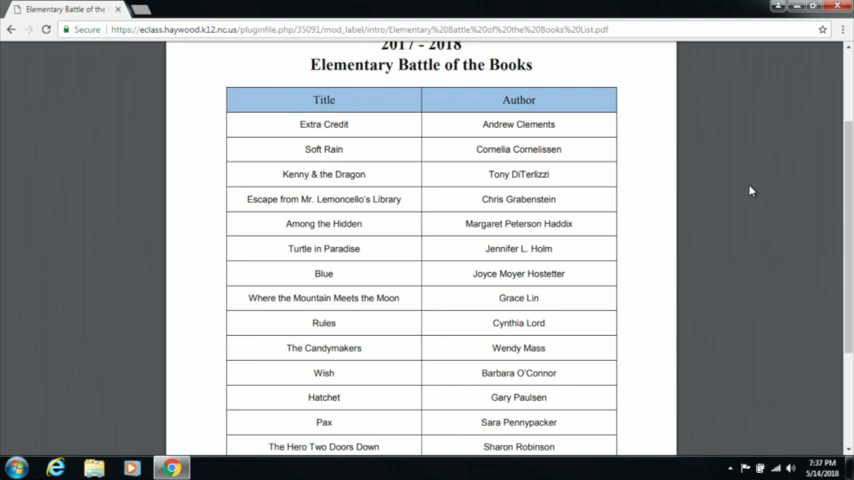 Elementary Battle of the
Secure https://eclass.haywood.k12.nc.us/pluginfile.php/35091/mod_label/intro/Elementary%20Battle%20of%20the%20Books%20List.pdf
2017 - 2018
Elementary Battle of the Books
Title Author
Extra Credit Andrew Clements
Soft Rain Cornelia Cornelissen
Kenny & the Dragon Tony DiTerlizzi
Escape from Mr. Lemoncello's Library Chris Grabenstein
Among the Hidden Margaret Peterson Haddix
Turtle in Paradise Jennifer L. Holm
Blue Joyce Moyer Hostetter
Where the Mountain Meets the Moon Grace Lin
Rules Cynthia Lord
The Candymakers Wendy Mass
Wish Barbara O'Connor
Hatchet Gary Paulsen
Pax Sara Pennypacker
The Hero Two Doors Down Sharon Robinson
7:37 PM
5/14/2018